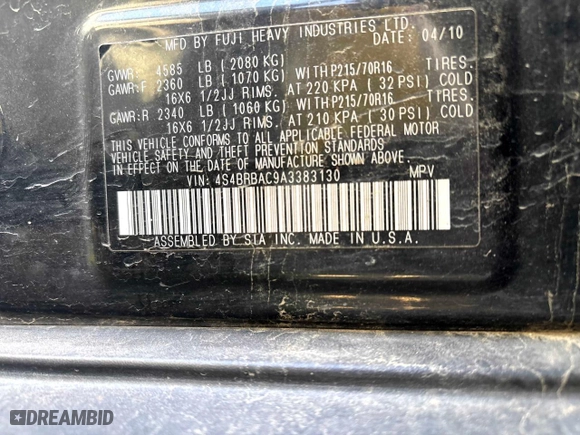 MFD BY FUJI HEAVY INDUSTRIES LTD.
DATE: 04/10
GVWR: 4585 LB ( 2080 KG)
GAWR:F 2360 LB ( 1070 KG) WITH P215/70R16 TIRES.
16X6 1/2JJ RIMS. AT 220 KPA ( 32 PSI) COLD
GAWR:R 2340 LB ( 1060 KG) WITH P215/70R16 TIRES.
16X6 1/2JJ RIMS. AT 210 KPA ( 30 PSI) COLD
THIS VEHICLE CONFORMS TO ALL APPLICABLE FEDERAL MOTOR
VEHICLE SAFETY AND THEFT PREVENTION STANDARDS
IN EFFECT ON THE DATE OF MANUFACTURE SHOWN ABOVE.
VIN: 4S4BRBAC9A3383130 MPV
ASSEMBLED BY SIA INC. MADE IN U.S.A.
DREAMBID